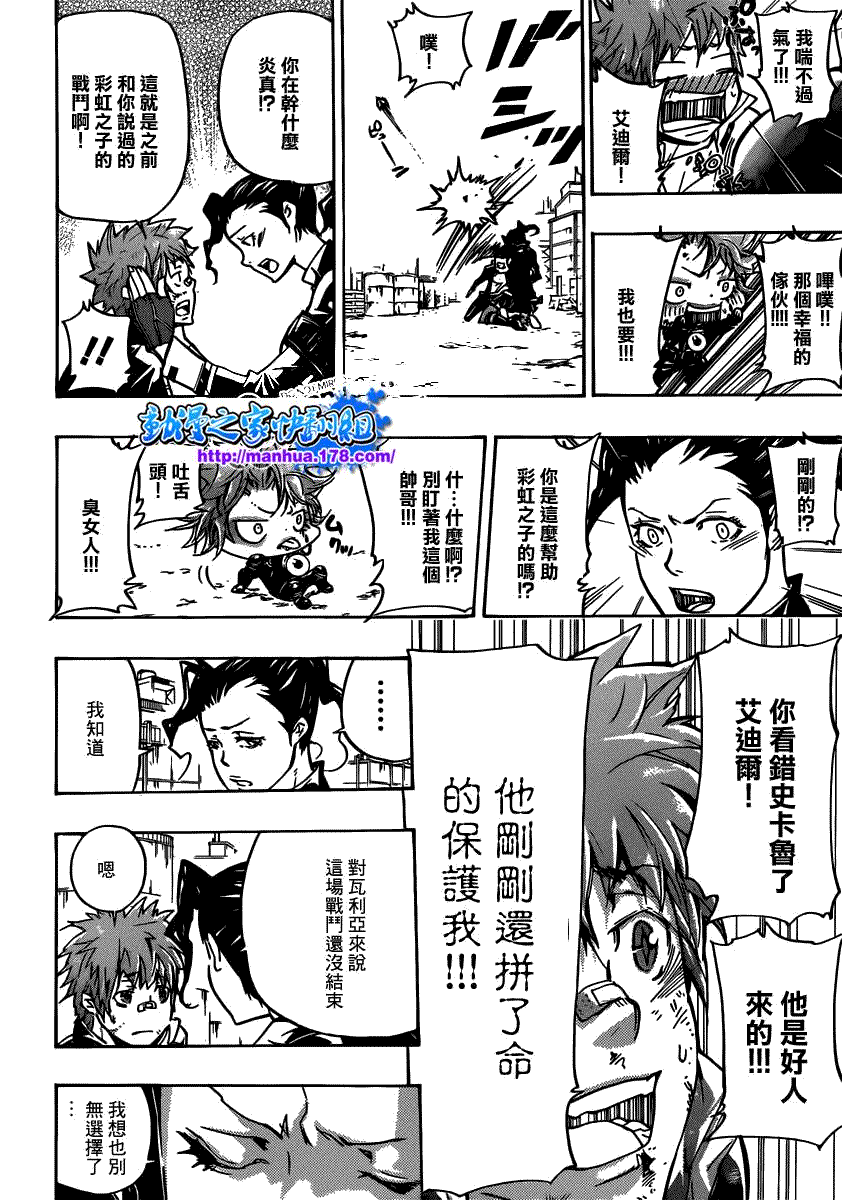 我喘不過
氣了!!!
艾迪爾!
嗶噗!!
那個幸福的
傢伙!!!!
我也要!!!
噗!
你在幹什麼
炎真!?
這就是之前
和你說過的
彩虹之子的
戰鬥啊!
!!
動漫之家快翻組
http://manhua.178.com/
剛剛的!?
你是這麼幫助
彩虹之子的嗎!?
什…什麼啊!?
別盯著我這個
帥哥!!!
吐舌
頭!
臭女人!!!
你看錯史卡魯了
艾迪爾!
他是好人
來的!!!
他剛剛還拼了命
的保護我!!!
……
我知道
對瓦利亞來說
這場戰鬥還沒結束
嗯
我想也別
無選擇了
…